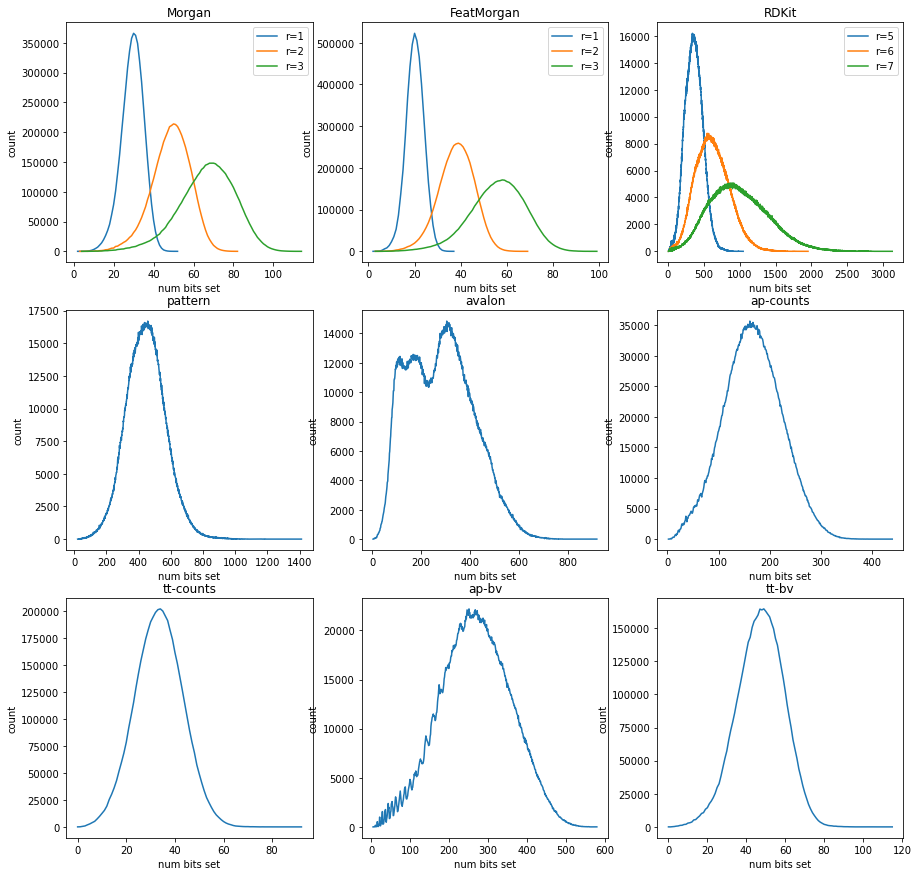 Morgan
350000
300000
250000
200000
150000
100000
50000
0
0 20 40 60 80 100
count
num bits set
r=1
r=2
r=3
FeatMorgan
500000
400000
300000
200000
100000
0
0 20 40 60 80 100
count
num bits set
r=1
r=2
r=3
RDKit
16000
14000
12000
10000
8000
6000
4000
2000
0
0 500 1000 1500 2000 2500 3000
count
num bits set
r=5
r=6
r=7
pattern
17500
15000
12500
10000
7500
5000
2500
0
0 200 400 600 800 1000 1200 1400
count
num bits set
avalon
14000
12000
10000
8000
6000
4000
2000
0
0 200 400 600 800
count
num bits set
ap-counts
35000
30000
25000
20000
15000
10000
5000
0
0 100 200 300 400
count
num bits set
tt-counts
200000
175000
150000
125000
100000
75000
50000
25000
0
0 20 40 60 80
count
num bits set
ap-bv
20000
15000
10000
5000
0
0 100 200 300 400 500 600
count
num bits set
tt-bv
150000
125000
100000
75000
50000
25000
0
0 20 40 60 80 100 120
count
num bits set